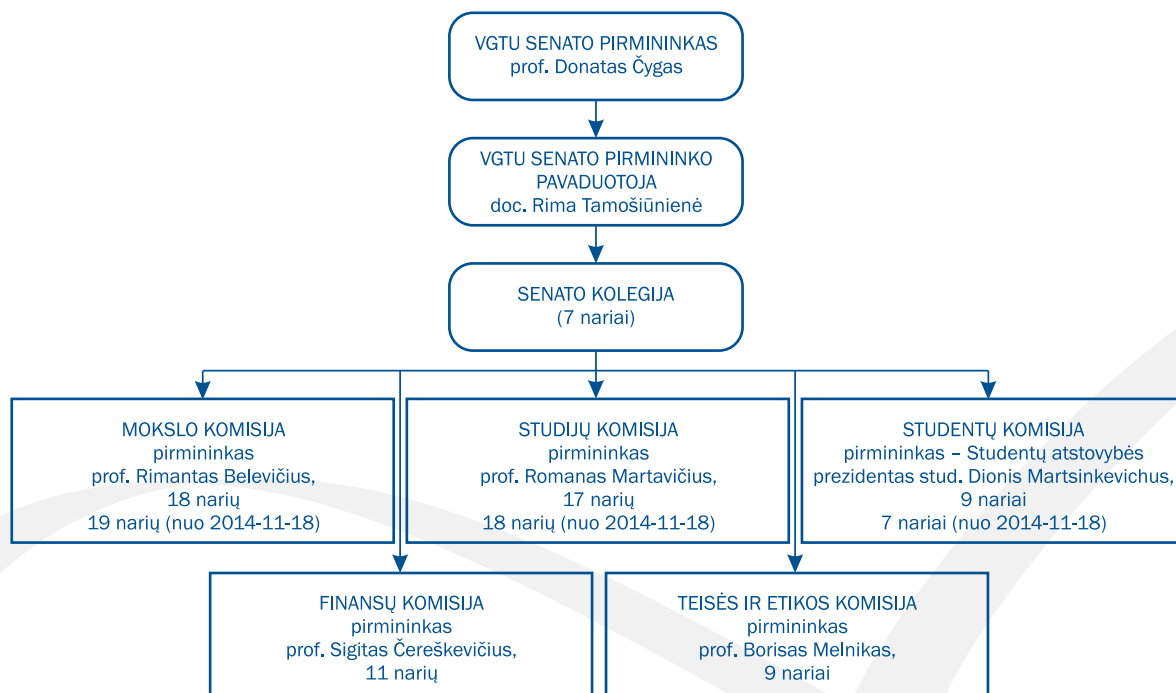 VGTU SENATO PIRMININKAS
prof. Donatas Čygas
VGTU SENATO PIRMININKO
PAVADUOTOJA
doc. Rima Tamošiūnienė
SENATO KOLEGIJA
(7 nariai)
MOKSLO KOMISIJA
pirmininkas
prof. Rimantas Belevičius,
18 narių
19 narių (nuo 2014-11-18)
STUDIJŲ KOMISIJA
pirmininkas
prof. Romanas Martavičius,
17 narių
18 narių (nuo 2014-11-18)
STUDENTŲ KOMISIJA
pirmininkas – Studentų atstovybės
prezidentas stud. Dionis Martsinkevichus,
9 nariai
7 nariai (nuo 2014-11-18)
FINANSŲ KOMISIJA
pirmininkas
prof. Sigitas Čereškevičius,
11 narių
TEISĖS IR ETIKOS KOMISIJA
pirmininkas
prof. Borisas Melnikas,
9 nariai